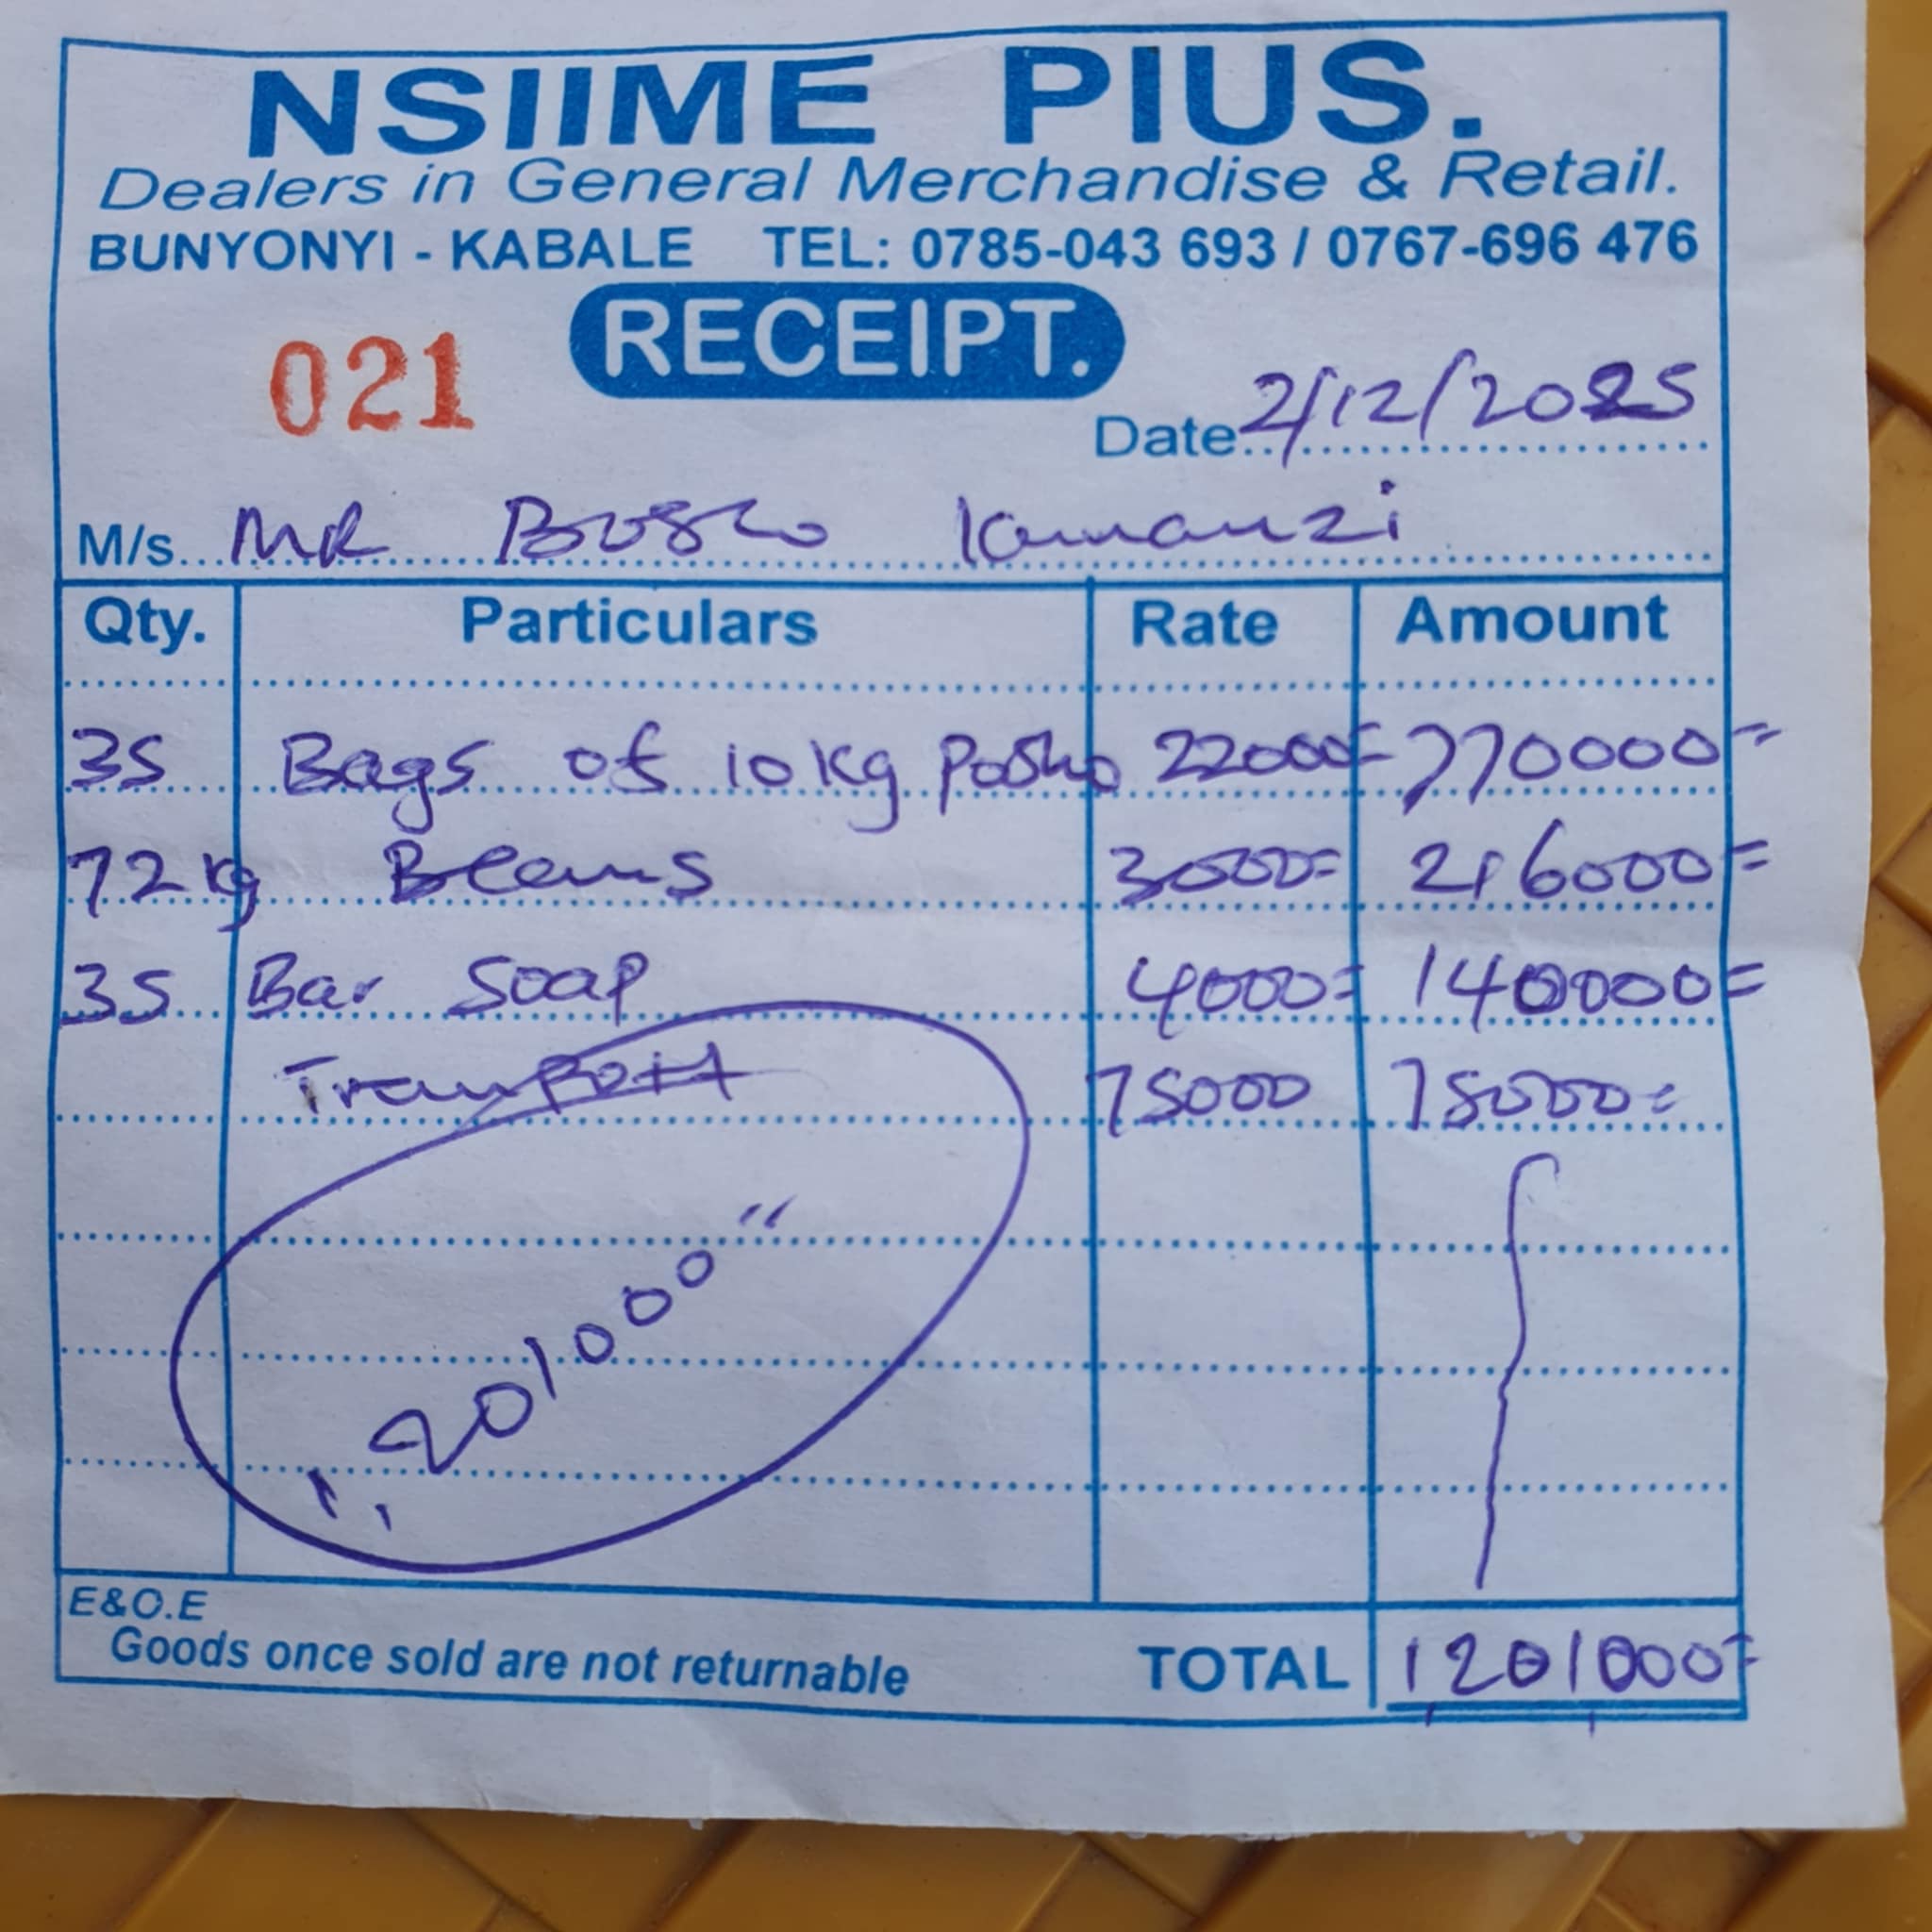 NSIIME PIUS.
Dealers in General Merchandise & Retail.
BUNYONYI - KABALE TEL: 0785-043 693 / 0767-696 476
RECEIPT.
021
Date 2/12/2025
M/s. MR Bosco Kamanzi
Qty. Particulars Rate Amount
35 Bags of 10kg Posho 22000= 770000=
72kg Beans 3000= 216000=
35 Bar Soap 4000= 140000=
Tranport 75000 75000=
"201000"
E&O.E
Goods once sold are not returnable TOTAL 1201000=